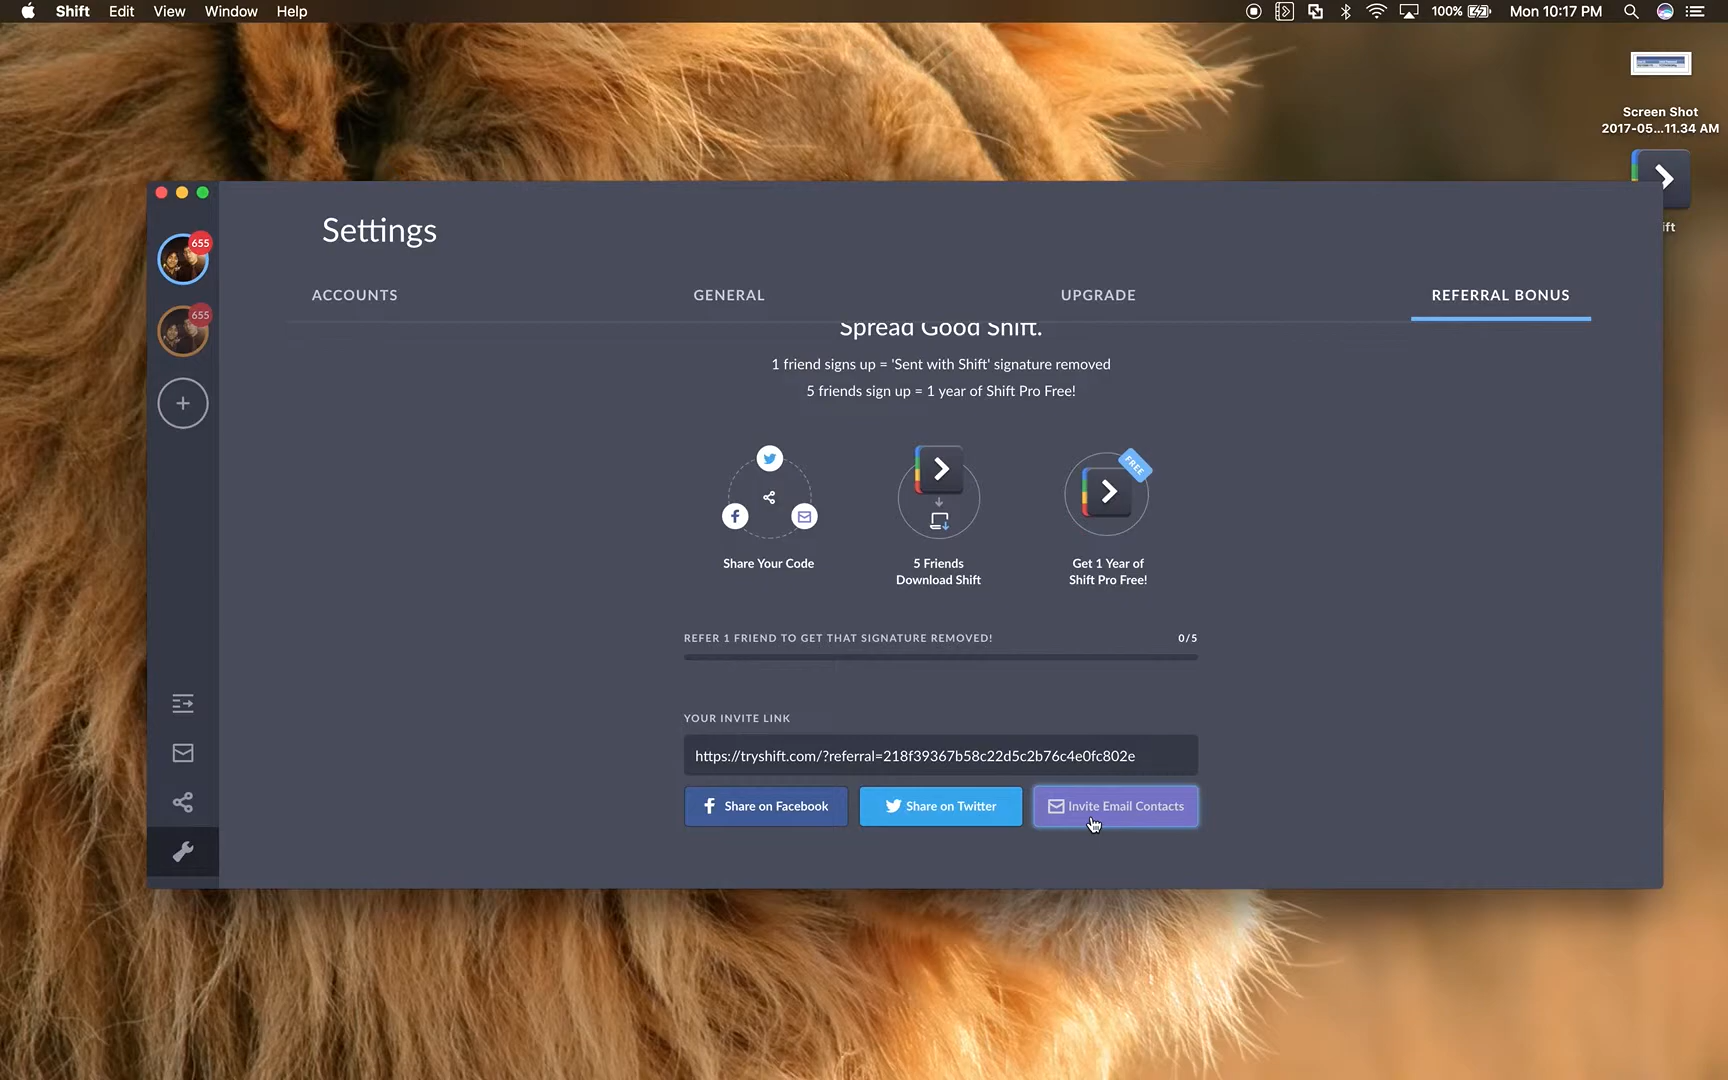 Shift Edit View Window Help
100% Mon 10:17 PM
Screen Shot
2017-05...11.34 AM
ift
655
655
Settings
ACCOUNTS GENERAL UPGRADE REFERRAL BONUS
Spread Good Shift.
1 friend signs up = 'Sent with Shift' signature removed
5 friends sign up = 1 year of Shift Pro Free!
FREE
Share Your Code
5 Friends
Download Shift
Get 1 Year of
Shift Pro Free!
REFER 1 FRIEND TO GET THAT SIGNATURE REMOVED! 0/5
YOUR INVITE LINK
https://tryshift.com/?referral=218f39367b58c22d5c2b76c4e0fc802e
Share on Facebook Share on Twitter Invite Email Contacts